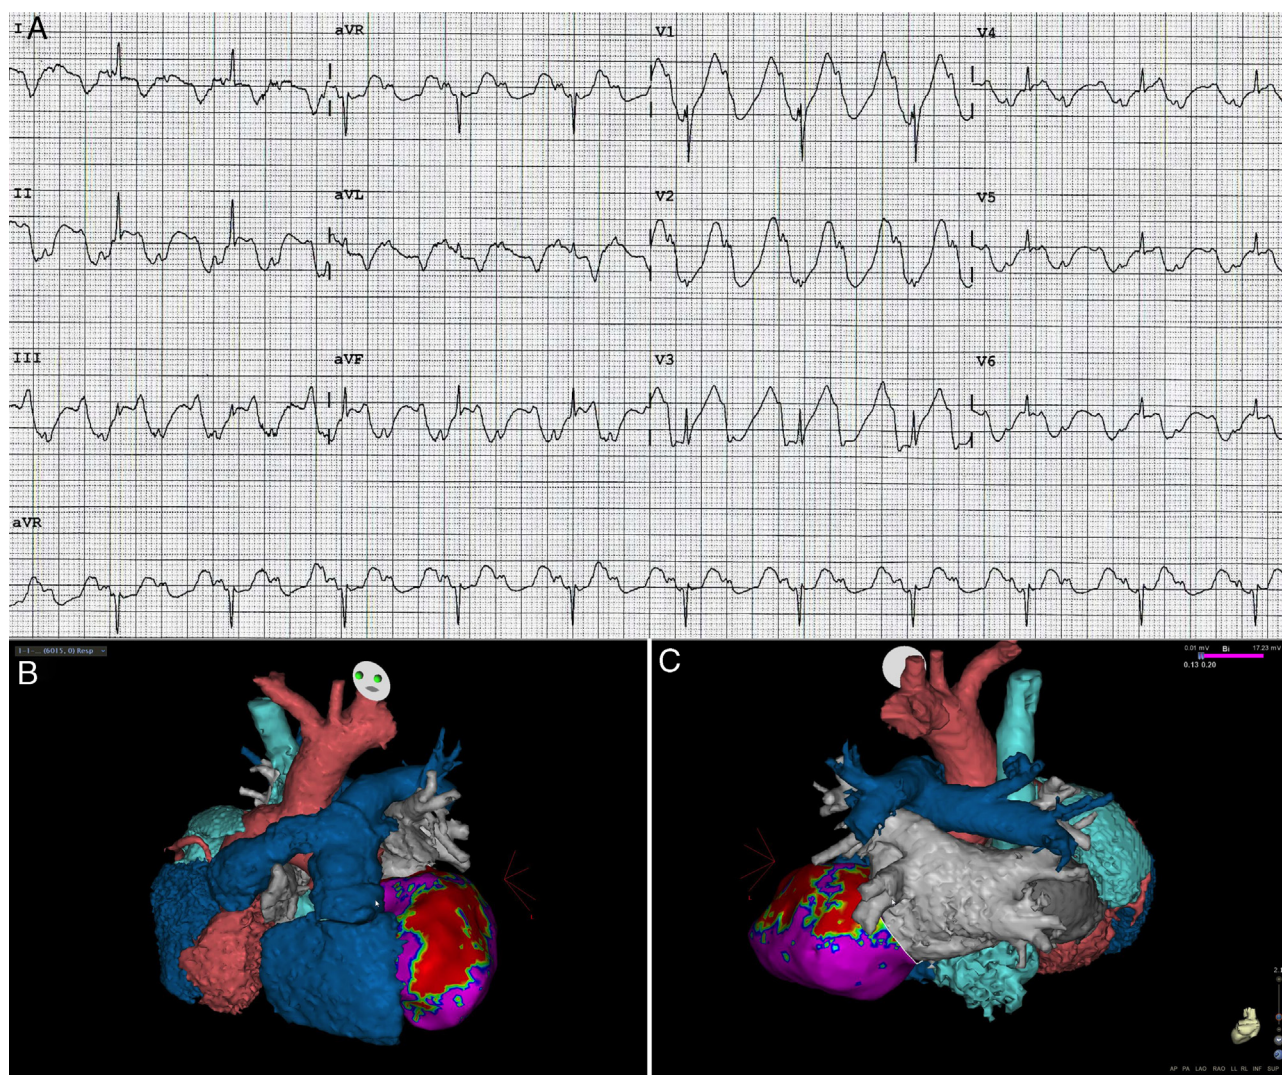 A
I
aVR
V1
V4
II
aVL
V2
V5
III
aVF
V3
V6
aVR
B
C
0.01 mV Bi 17.23 mV
0.13 0.20
AP PA LAO RAO LL RL INF SUP